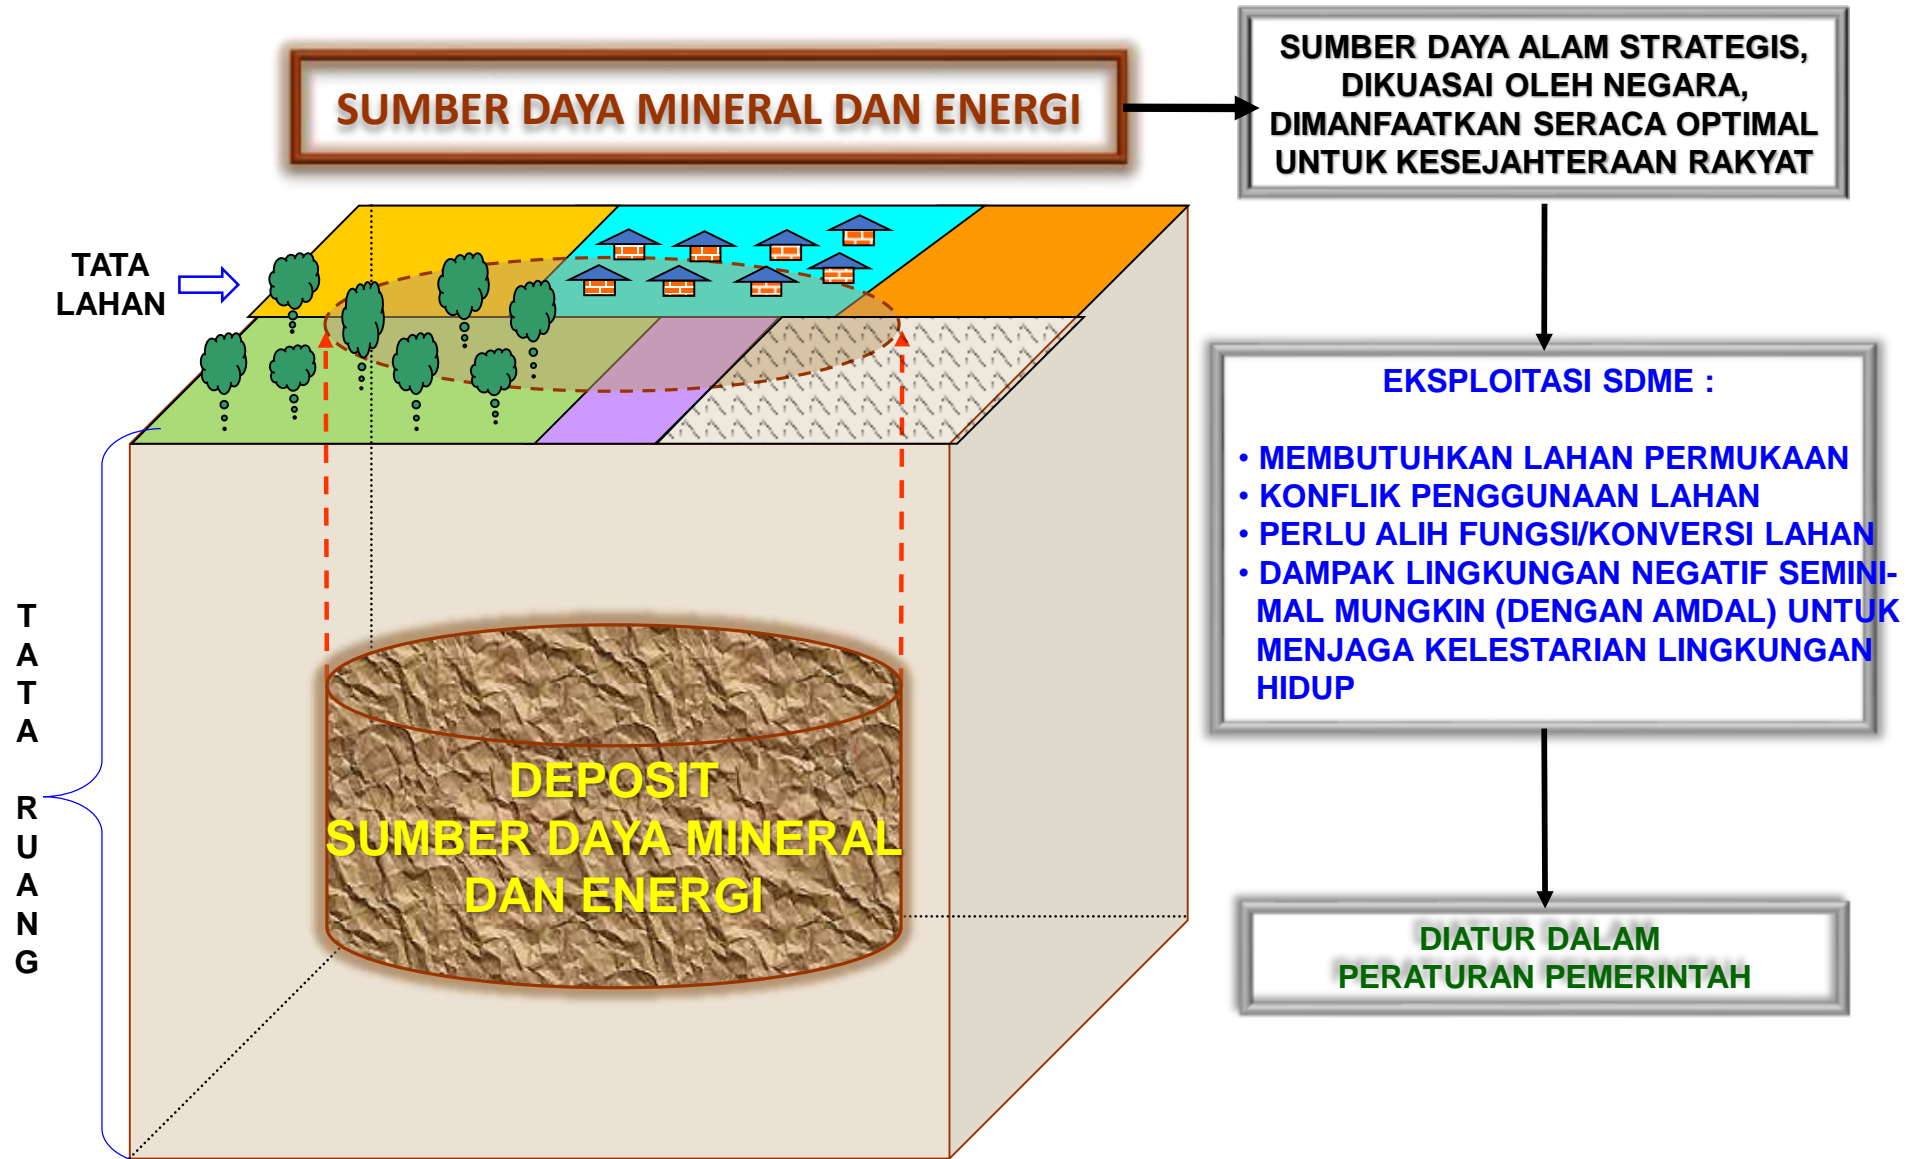 SUMBER DAYA MINERAL DAN ENERGI
SUMBER DAYA ALAM STRATEGIS,
DIKUASAI OLEH NEGARA,
DIMANFAATKAN SERACA OPTIMAL
UNTUK KESEJAHTERAAN RAKYAT
TATA
LAHAN
EKSPLOITASI SDME :
• MEMBUTUHKAN LAHAN PERMUKAAN
• KONFLIK PENGGUNAAN LAHAN
• PERLU ALIH FUNGSI/KONVERSI LAHAN
• DAMPAK LINGKUNGAN NEGATIF SEMINI-
MAL MUNGKIN (DENGAN AMDAL) UNTUK
MENJAGA KELESTARIAN LINGKUNGAN
HIDUP
T
A
T
A
R
U
A
N
G
DEPOSIT
SUMBER DAYA MINERAL
DAN ENERGI
DIATUR DALAM
PERATURAN PEMERINTAH